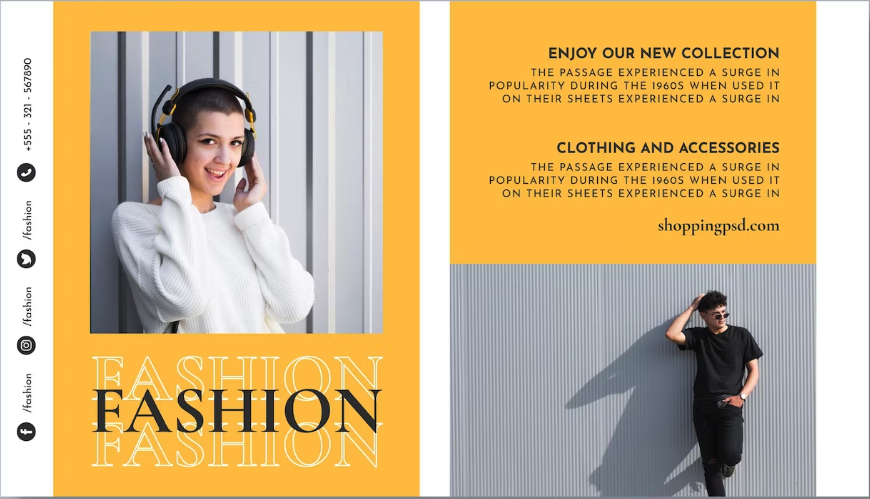 +555 - 321 - 567890
/fashion
/fashion
/fashion
FASHION
FASHION
FASHION
ENJOY OUR NEW COLLECTION
THE PASSAGE EXPERIENCED A SURGE IN
POPULARITY DURING THE 1960S WHEN USED IT
ON THEIR SHEETS EXPERIENCED A SURGE IN
CLOTHING AND ACCESSORIES
THE PASSAGE EXPERIENCED A SURGE IN
POPULARITY DURING THE 1960S WHEN USED IT
ON THEIR SHEETS EXPERIENCED A SURGE IN
shoppingpsd.com